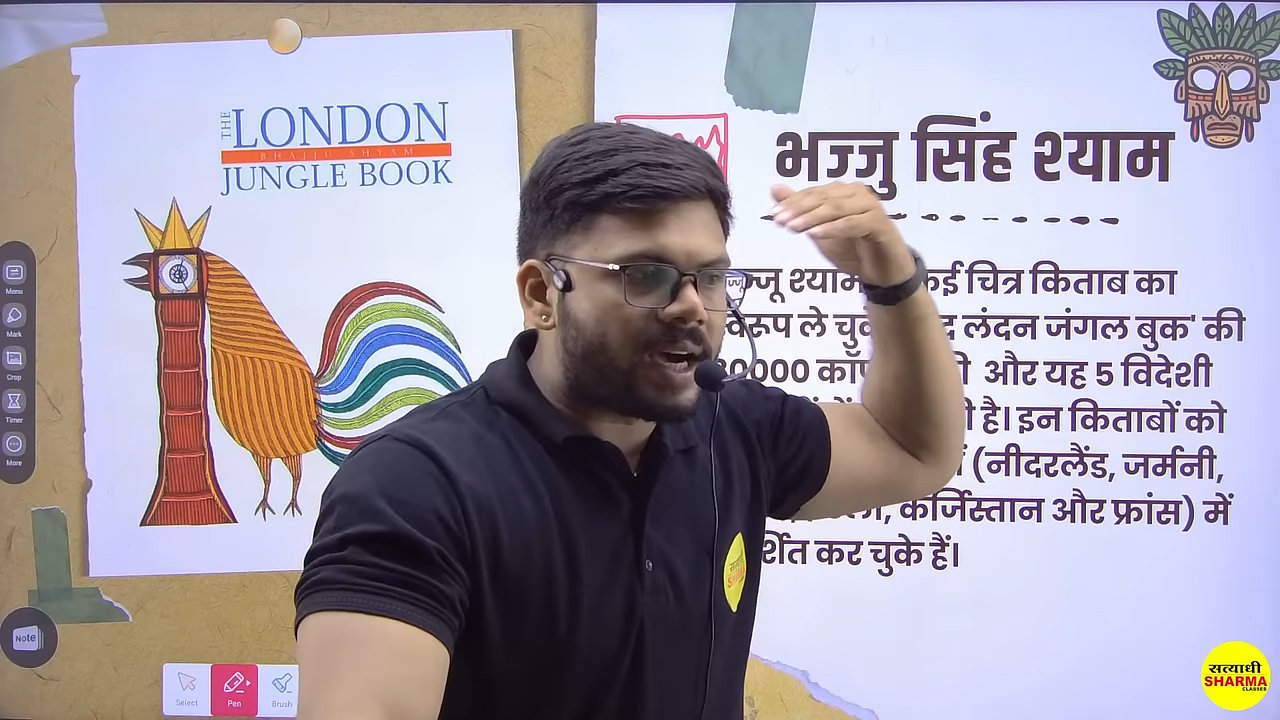 THE
LONDON
BHAJJU SHYAM
JUNGLE BOOK
भज्जु सिंह श्याम
श्याम कई चित्र किताब का
ले लंदन जंगल बुक' की
और यह 5 विदेशी
है। इन किताबों को
(नीदरलैंड, जर्मनी,
कर्जिस्तान और फ्रांस) में
कर चुके हैं।
Menu
Mark
Crop
Timer
More
Note
Select
Pen
Brush
सत्याधी
SHARMA
CLASSES